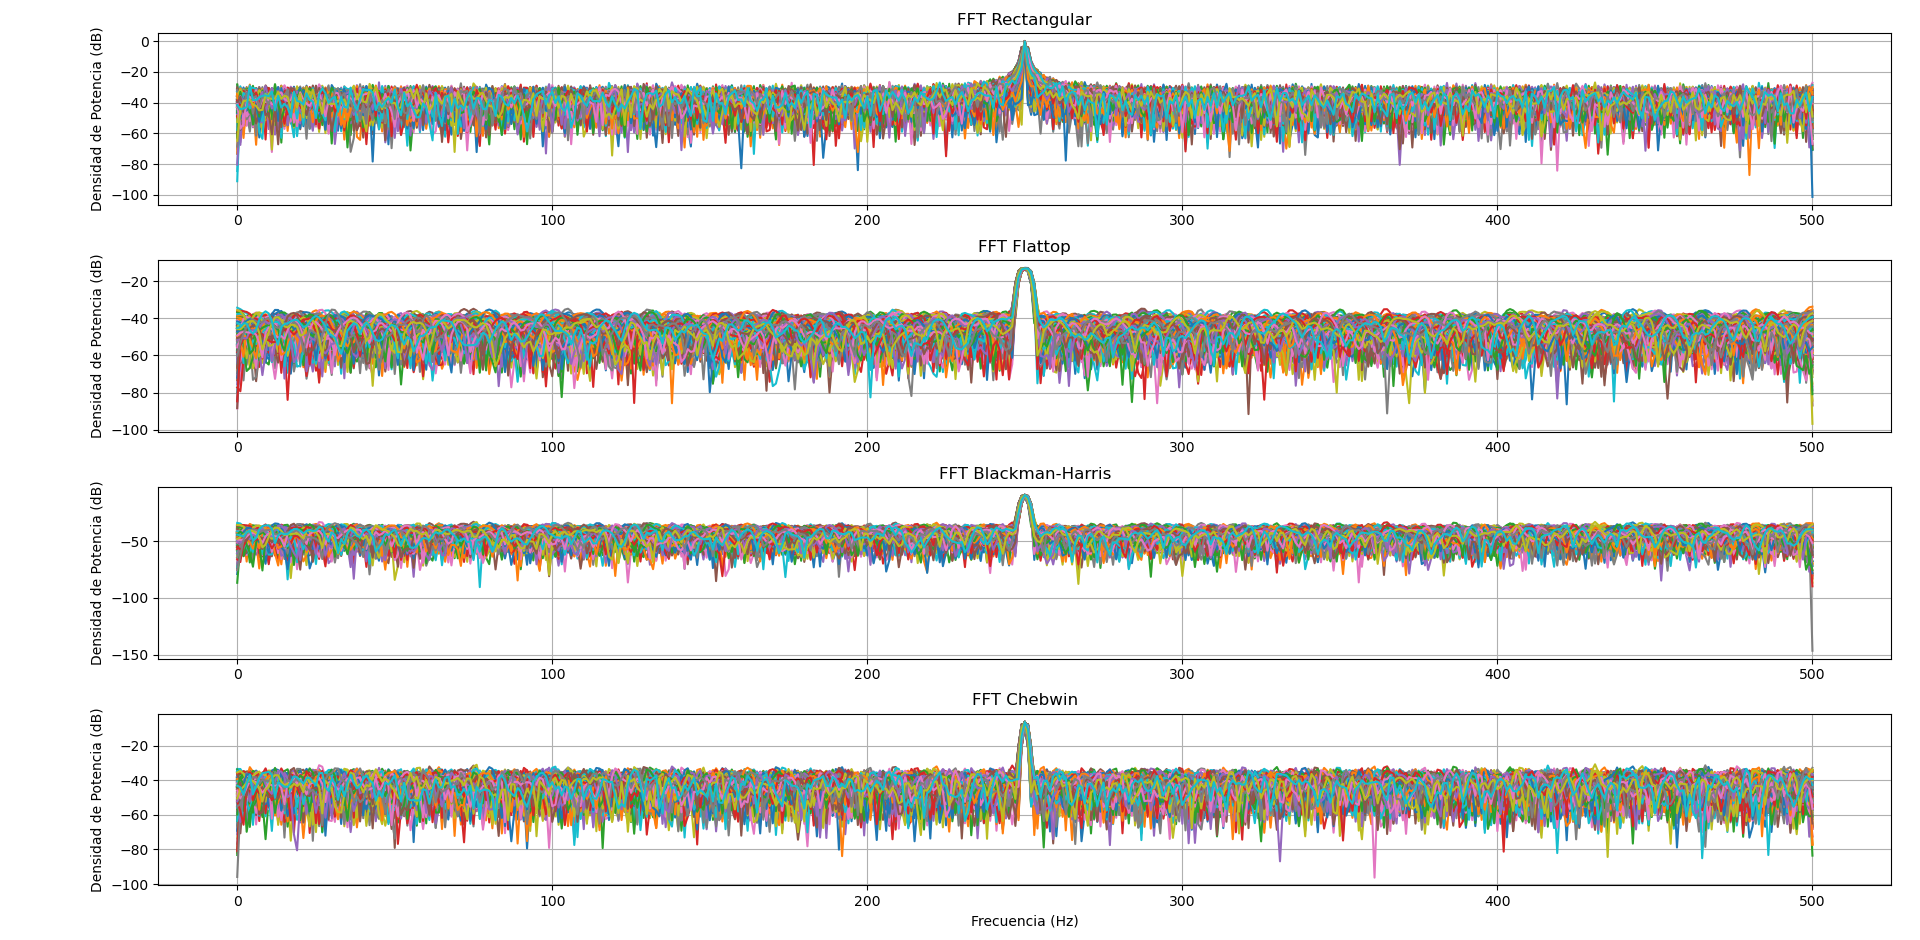 FFT Rectangular
Densidad de Potencia (dB)
0
−20
−40
−60
−80
−100
0 100 200 300 400 500
FFT Flattop
Densidad de Potencia (dB)
−20
−40
−60
−80
−100
0 100 200 300 400 500
FFT Blackman-Harris
Densidad de Potencia (dB)
−50
−100
−150
0 100 200 300 400 500
FFT Chebwin
Densidad de Potencia (dB)
−20
−40
−60
−80
−100
0 100 200 300 400 500
Frecuencia (Hz)